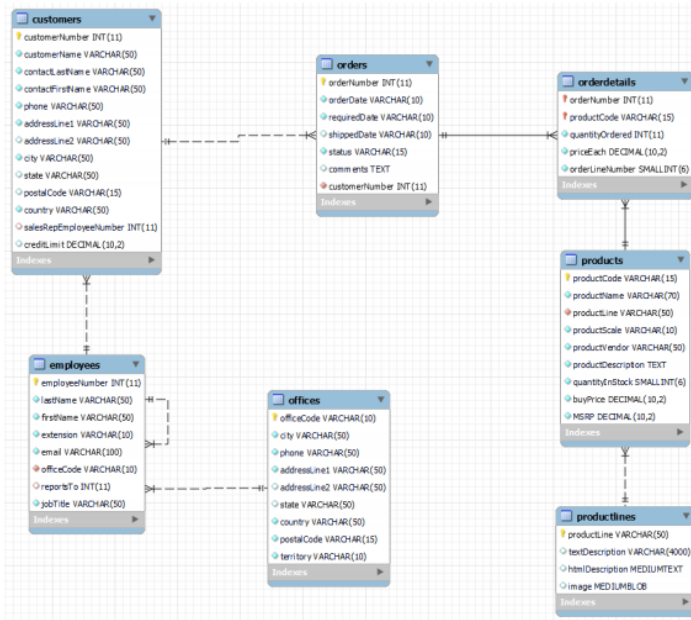 customers
customerNumber INT(11)
customerName VARCHAR(50)
contactLastName VARCHAR(50)
contactFirstName VARCHAR(50)
phone VARCHAR(50)
addressLine1 VARCHAR(50)
addressLine2 VARCHAR(50)
city VARCHAR(50)
state VARCHAR(50)
postalCode VARCHAR(15)
country VARCHAR(50)
salesRepEmployeeNumber INT(11)
creditLimit DECIMAL(10,2)
Indexes
orders
orderNumber INT(11)
orderDate VARCHAR(10)
requiredDate VARCHAR(10)
shippedDate VARCHAR(10)
status VARCHAR(15)
comments TEXT
customerNumber INT(11)
Indexes
orderdetails
orderNumber INT(11)
productCode VARCHAR(15)
quantityOrdered INT(11)
priceEach DECIMAL(10,2)
orderLineNumber SMALLINT(6)
Indexes
products
productCode VARCHAR(15)
productName VARCHAR(70)
productLine VARCHAR(50)
productScale VARCHAR(10)
productVendor VARCHAR(50)
productDescription TEXT
quantityInStock SMALLINT(6)
buyPrice DECIMAL(10,2)
MSRP DECIMAL(10,2)
Indexes
employees
employeeNumber INT(11)
lastName VARCHAR(50)
firstName VARCHAR(50)
extension VARCHAR(10)
email VARCHAR(100)
officeCode VARCHAR(10)
reportsTo INT(11)
jobTitle VARCHAR(50)
Indexes
offices
officeCode VARCHAR(10)
city VARCHAR(50)
phone VARCHAR(50)
addressLine1 VARCHAR(50)
addressLine2 VARCHAR(50)
state VARCHAR(50)
country VARCHAR(50)
postalCode VARCHAR(15)
territory VARCHAR(10)
Indexes
productlines
productLine VARCHAR(50)
textDescription VARCHAR(4000)
htmlDescription MEDIUMTEXT
image MEDIUMBLOB
Indexes